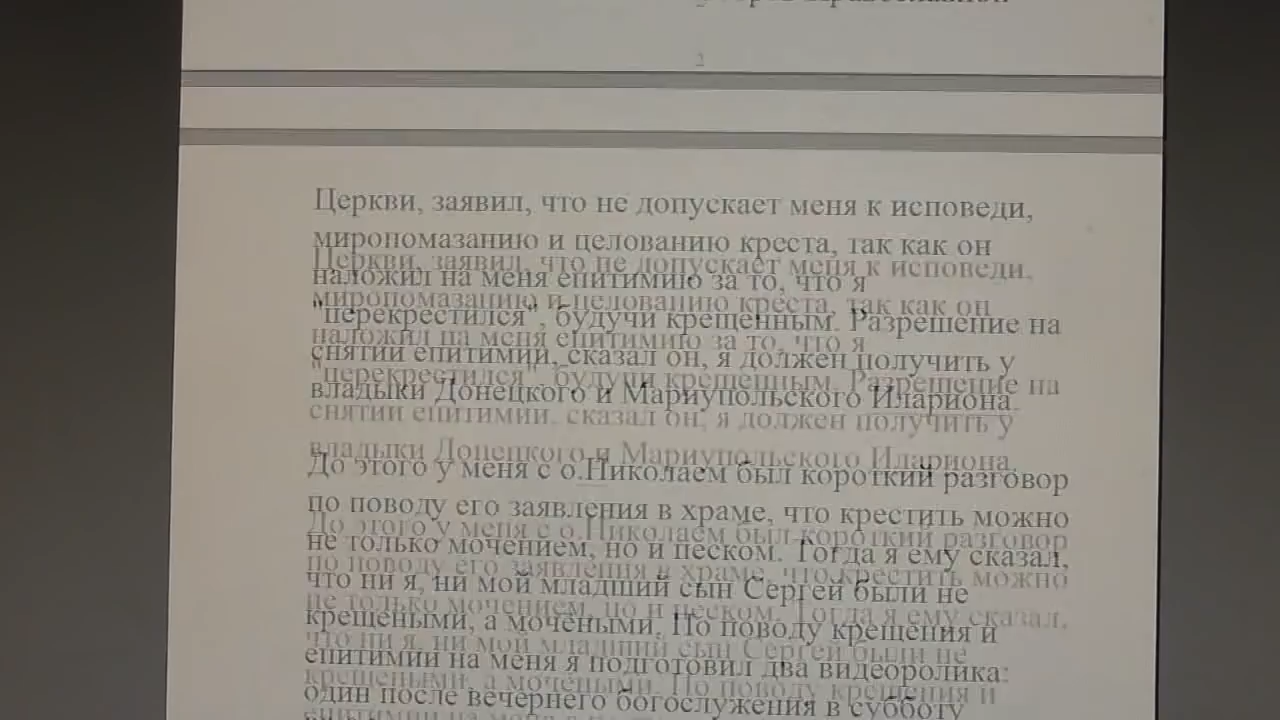 2
Церкви, заявил, что не допускает меня к исповеди,
миропомазанию и целованию креста, так как он
наложил на меня епитимию за то, что я
"перекрестился", будучи крещенным. Разрешение на
снятии епитимии, сказал он, я должен получить у
владыки Донецкого и Мариупольского Илариона.
До этого у меня с о.Николаем был короткий разговор
по поводу его заявления в храме, что крестить можно
не только мочением, но и песком. Тогда я ему сказал,
что ни я, ни мой младший сын Сергей были не
крещеными, а мочёными. По поводу крещения и
епитимии на меня я подготовил два видеоролика:
один после вечернего богослужения в субботу